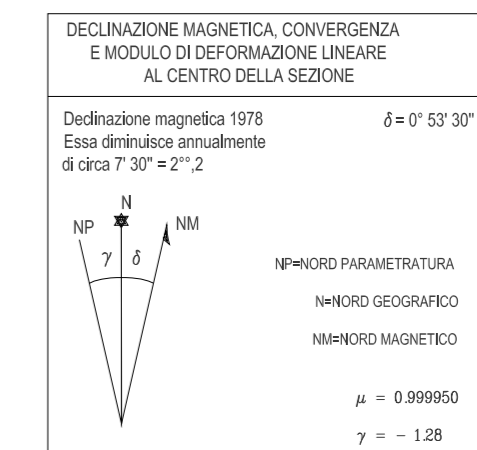 DECLINAZIONE MAGNETICA, CONVERGENZA
E MODULO DI DEFORMAZIONE LINEARE
AL CENTRO DELLA SEZIONE
Declinazione magnetica 1978 δ = 0° 53' 30"
Essa diminuisce annualmente
di circa 7' 30" = 2°°,2
N
NP NM
γ δ
NP=NORD PARAMETRATURA
N=NORD GEOGRAFICO
NM=NORD MAGNETICO
μ = 0.999950
γ = - 1.28